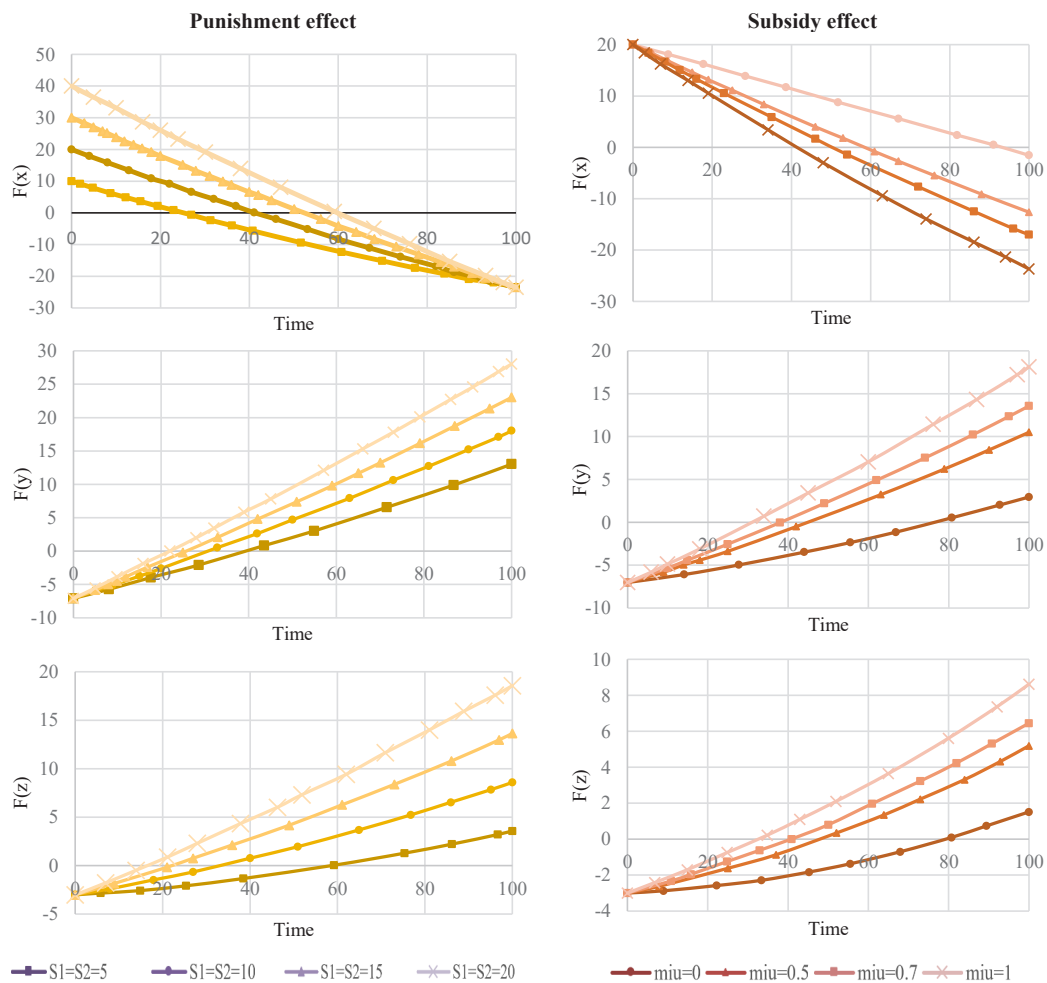 Punishment effect
50
40
30
20
10
0
-10
-20
-30
F(x)
0 20 40 60 80 100
Time
Subsidy effect
20
10
0
-10
-20
-30
F(x)
0 20 40 60 80 100
Time
30
25
20
15
10
5
0
-5
-10
F(y)
0 20 40 60 80 100
Time
20
15
10
5
0
-5
-10
F(y)
0 20 40 60 80 100
Time
20
15
10
5
0
-5
F(z)
0 20 40 60 80 100
Time
10
8
6
4
2
0
-2
-4
F(z)
0 20 40 60 80 100
Time
S1=S2=5 S1=S2=10 S1=S2=15 S1=S2=20
miu=0 miu=0.5 miu=0.7 miu=1